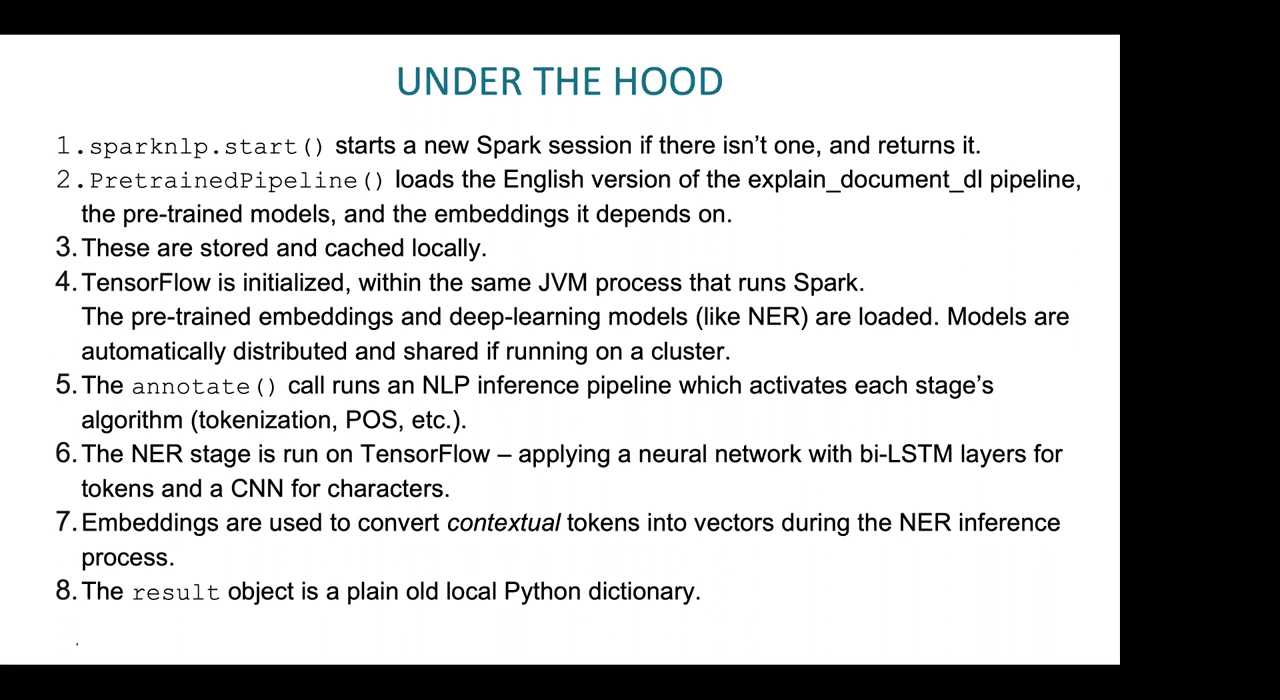 UNDER THE HOOD
1.sparknlp.start() starts a new Spark session if there isn’t one, and returns it.
2.PretrainedPipeline() loads the English version of the explain_document_dl pipeline,
the pre-trained models, and the embeddings it depends on.
3. These are stored and cached locally.
4. TensorFlow is initialized, within the same JVM process that runs Spark.
The pre-trained embeddings and deep-learning models (like NER) are loaded. Models are
automatically distributed and shared if running on a cluster.
5. The annotate() call runs an NLP inference pipeline which activates each stage’s
algorithm (tokenization, POS, etc.).
6. The NER stage is run on TensorFlow – applying a neural network with bi-LSTM layers for
tokens and a CNN for characters.
7. Embeddings are used to convert contextual tokens into vectors during the NER inference
process.
8. The result object is a plain old local Python dictionary.
.